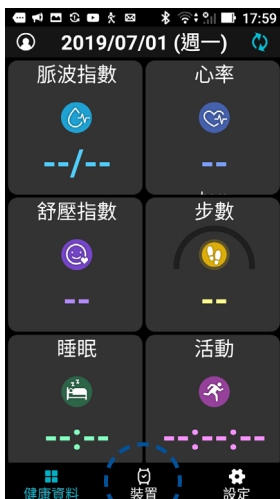 17:59
2019/07/01 (週一)
脈波指數
心率
--/--
--
舒壓指數
步數
--
--
睡眠
活動
--:--
--:--:--
健康資料
裝置
設定